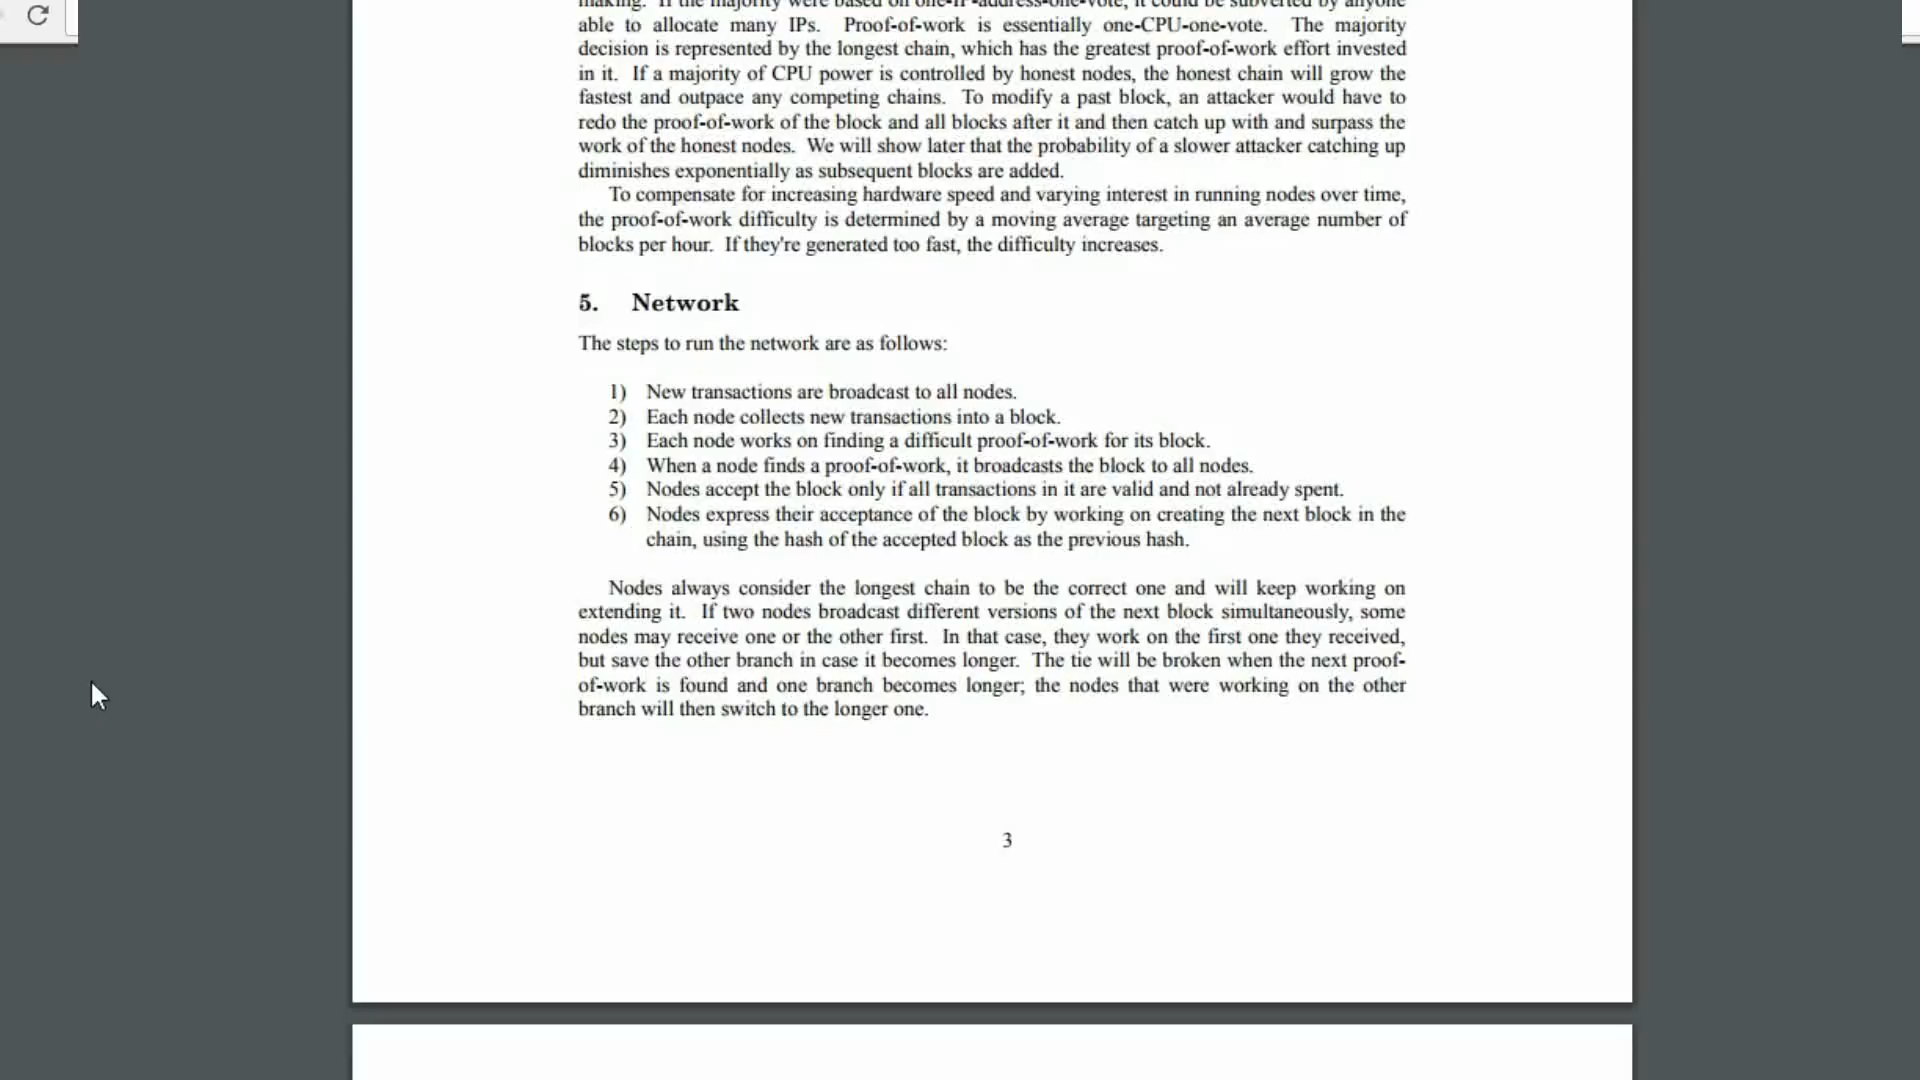 making. If the majority were based on one-IP-address-one-vote, it could be subverted by anyone
able to allocate many IPs. Proof-of-work is essentially one-CPU-one-vote. The majority
decision is represented by the longest chain, which has the greatest proof-of-work effort invested
in it. If a majority of CPU power is controlled by honest nodes, the honest chain will grow the
fastest and outpace any competing chains. To modify a past block, an attacker would have to
redo the proof-of-work of the block and all blocks after it and then catch up with and surpass the
work of the honest nodes. We will show later that the probability of a slower attacker catching up
diminishes exponentially as subsequent blocks are added.
To compensate for increasing hardware speed and varying interest in running nodes over time,
the proof-of-work difficulty is determined by a moving average targeting an average number of
blocks per hour. If they're generated too fast, the difficulty increases.
5. Network
The steps to run the network are as follows:
1) New transactions are broadcast to all nodes.
2) Each node collects new transactions into a block.
3) Each node works on finding a difficult proof-of-work for its block.
4) When a node finds a proof-of-work, it broadcasts the block to all nodes.
5) Nodes accept the block only if all transactions in it are valid and not already spent.
6) Nodes express their acceptance of the block by working on creating the next block in the
chain, using the hash of the accepted block as the previous hash.
Nodes always consider the longest chain to be the correct one and will keep working on
extending it. If two nodes broadcast different versions of the next block simultaneously, some
nodes may receive one or the other first. In that case, they work on the first one they received,
but save the other branch in case it becomes longer. The tie will be broken when the next proof-
of-work is found and one branch becomes longer; the nodes that were working on the other
branch will then switch to the longer one.
3